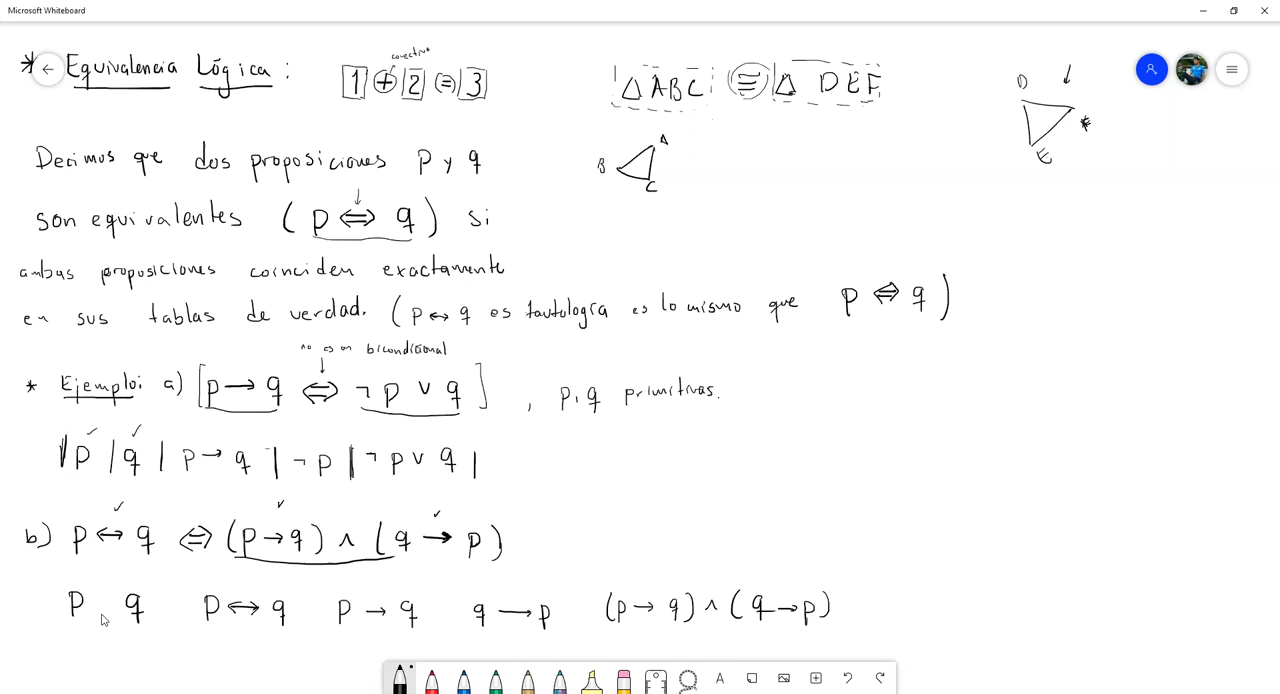 Microsoft Whiteboard
* Equivalencia Lógica :
conectivo
1 + 2 = 3
△ ABC ≡ △ DEF
D
E
A
B
C
Decimos que dos proposiciones p y q
son equivalentes ( p ⇔ q ) si
ambas proposiciones coinciden exactamente
en sus tablas de verdad. ( p ↔ q es tautología es lo mismo que p ⇔ q )
no es un bicondicional
* Ejemplo: a) [ p → q ⇔ ¬ p ∨ q ] , p, q primitivas.
| p | q | p → q | ¬ p | ¬ p ∨ q |
b) p ↔ q ⇔ ( p → q ) ∧ ( q → p )
p q p ↔ q p → q q → p ( p → q ) ∧ ( q → p )
A